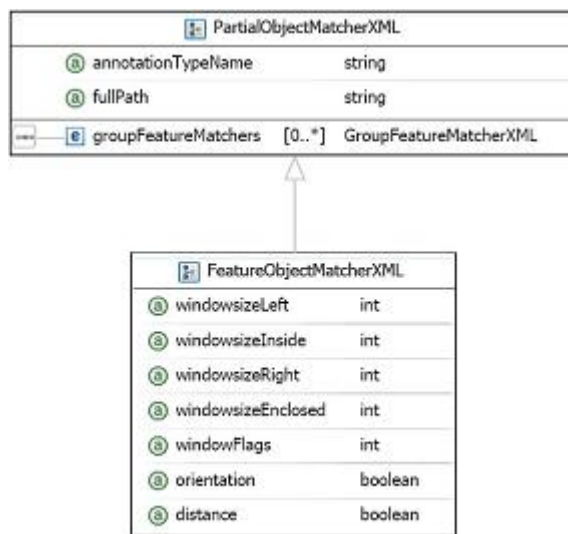 PartialObjectMatcherXML
a annotationTypeName string
a fullPath string
e groupFeatureMatchers [0..*] GroupFeatureMatcherXML
FeatureObjectMatcherXML
a windowsizeLeft int
a windowsizeInside int
a windowsizeRight int
a windowsizeEnclosed int
a windowFlags int
a orientation boolean
a distance boolean